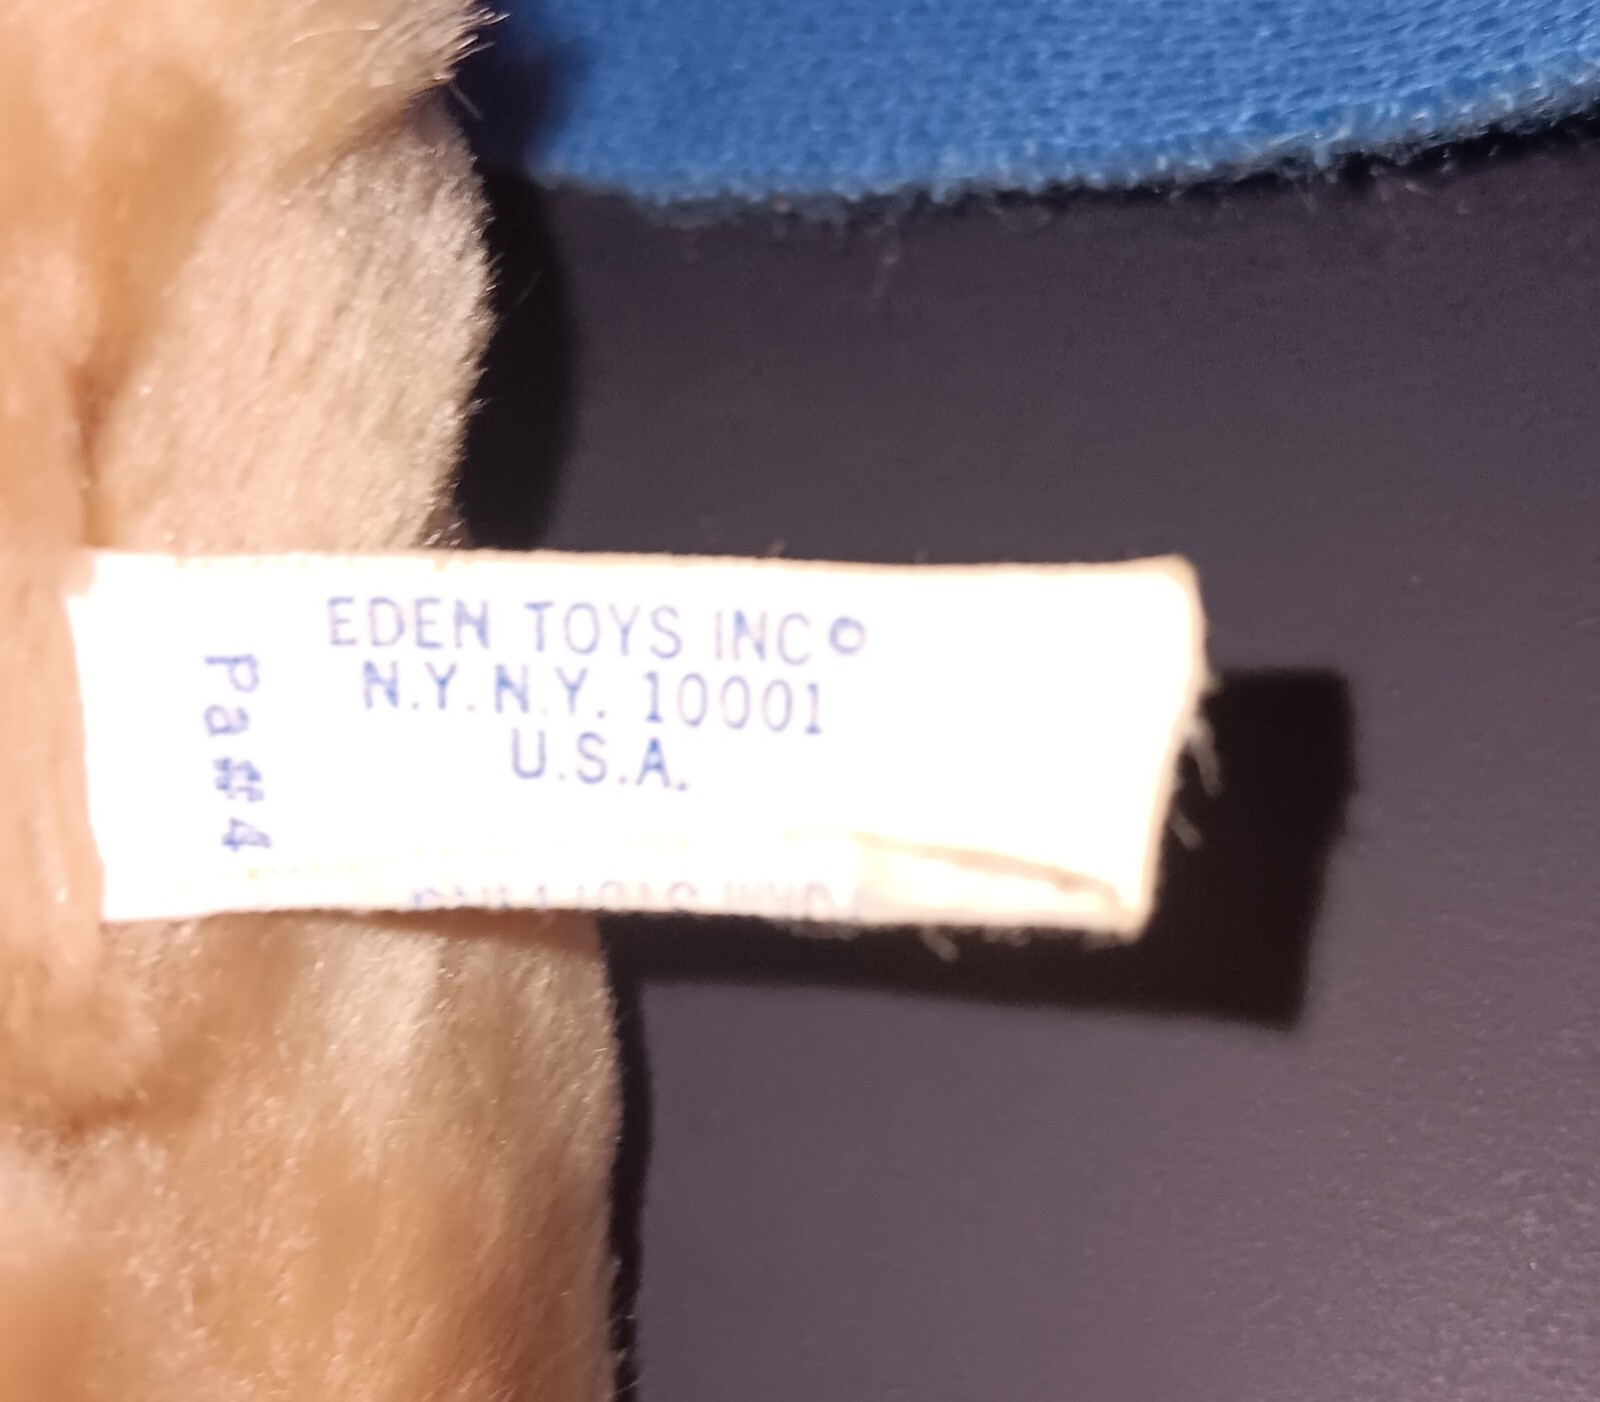 EDEN TOYS INC©
N.Y. N.Y. 10001
U.S.A.
Pa#4